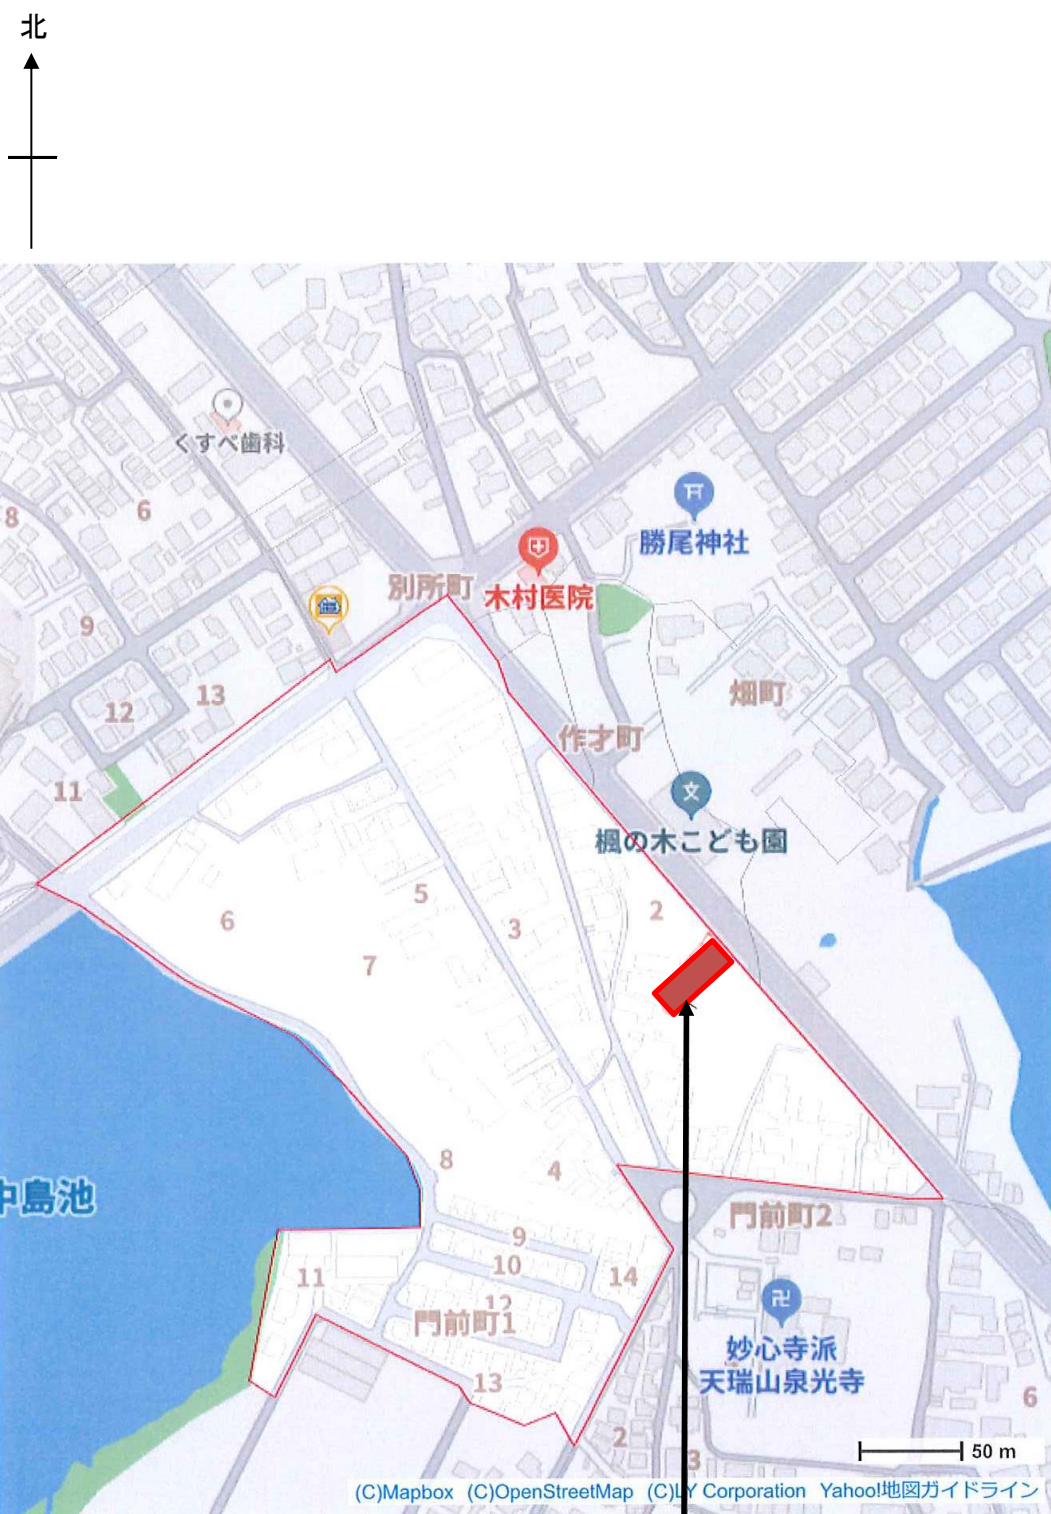 北
くすべ歯科
6
8
勝尾神社
別所町
木村医院
9
13
12
畑町
作才町
11
楓の木こども園
5
2
6
3
7
8
4
中島池
門前町2
9
10
11
14
12
門前町1
妙心寺派
天瑞山泉光寺
13
6
2
3
50 m
(C)Mapbox (C)OpenStreetMap (C)LY Corporation Yahoo!地図ガイドライン